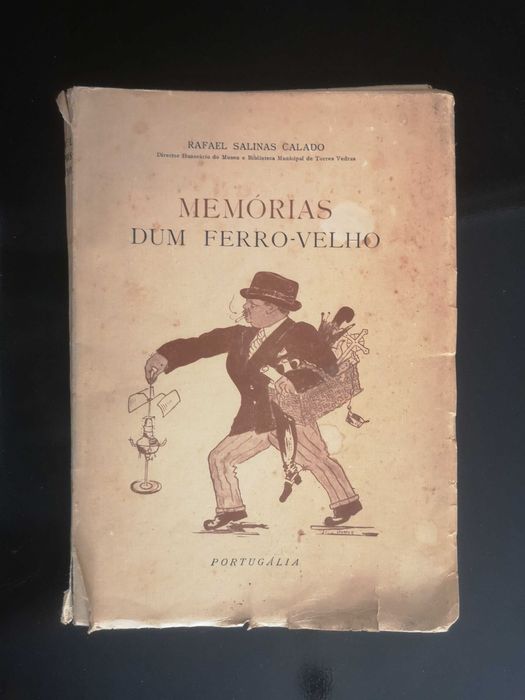 RAFAEL SALINAS CALADO
Director Honorário do Museu e Biblioteca Municipal de Torres Vedras
MEMÓRIAS
DUM FERRO-VELHO
PORTUGÁLIA